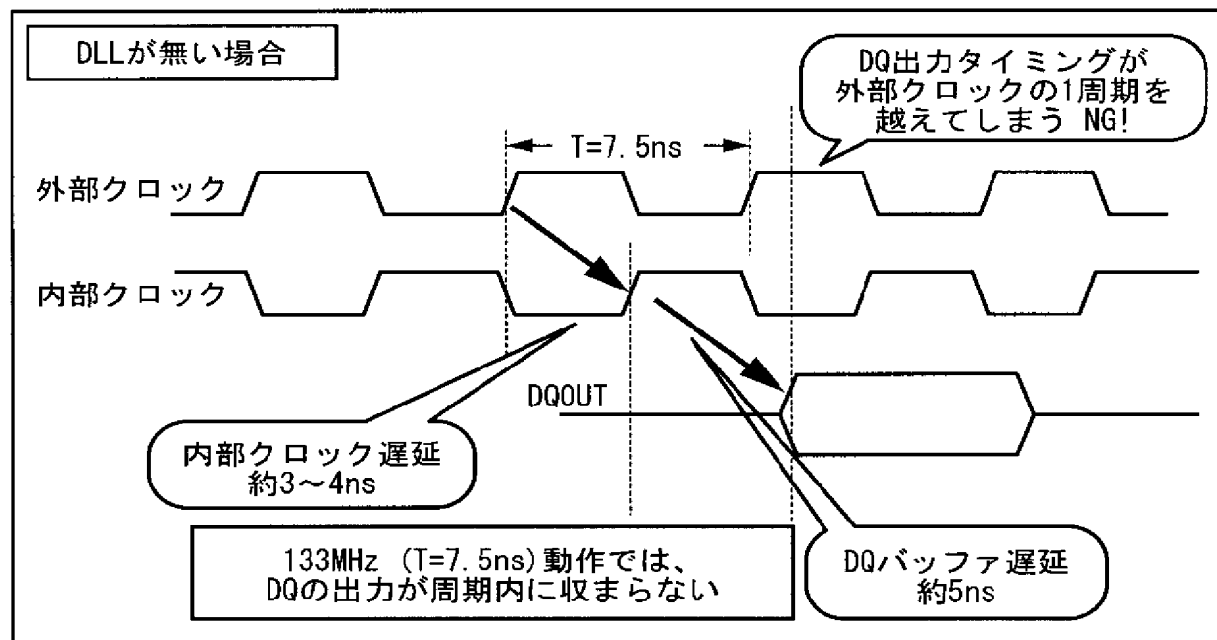 DLLが無い場合
DQ出力タイミングが
外部クロックの1周期を
越えてしまう NG!
T=7.5ns
外部クロック
内部クロック
DQOUT
内部クロック遅延
約3〜4ns
133MHz (T=7.5ns)動作では、
DQの出力が周期内に収まらない
DQバッファ遅延
約5ns